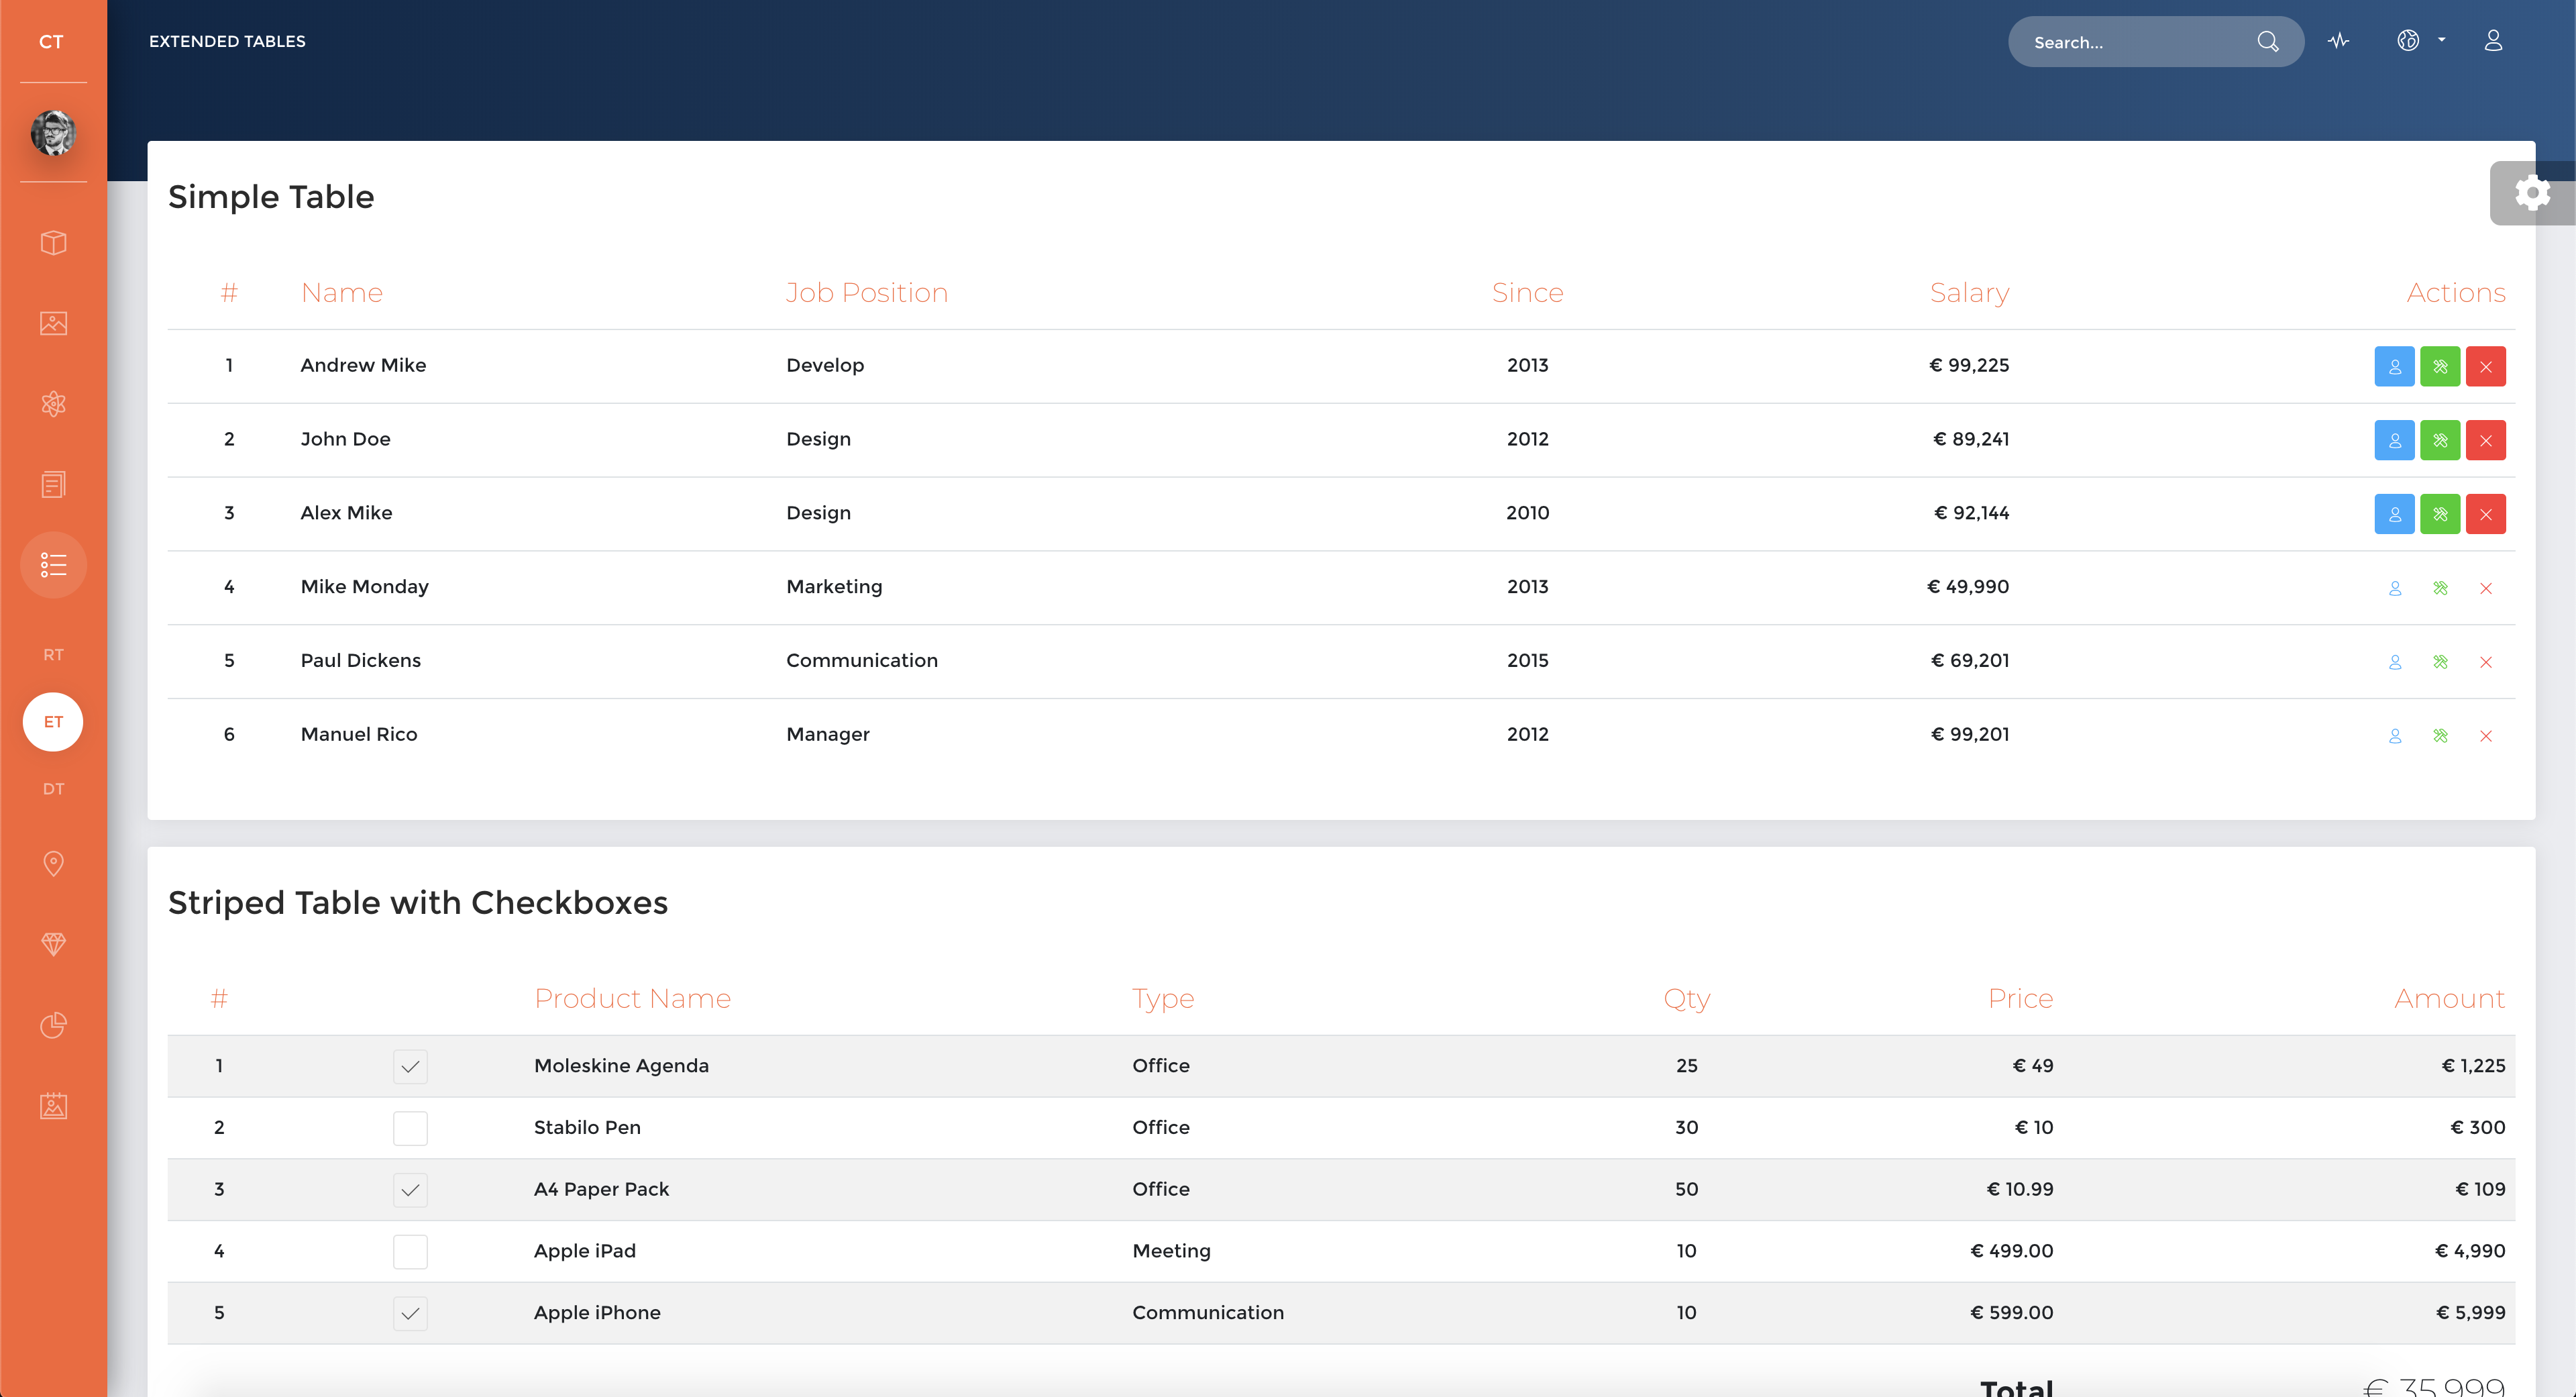 CT
EXTENDED TABLES
Search...
Simple Table
# Name Job Position Since Salary Actions
1 Andrew Mike Develop 2013 € 99,225
2 John Doe Design 2012 € 89,241
3 Alex Mike Design 2010 € 92,144
4 Mike Monday Marketing 2013 € 49,990
5 Paul Dickens Communication 2015 € 69,201
6 Manuel Rico Manager 2012 € 99,201
RT
ET
DT
Striped Table with Checkboxes
# Product Name Type Qty Price Amount
1 Moleskine Agenda Office 25 € 49 € 1,225
2 Stabilo Pen Office 30 € 10 € 300
3 A4 Paper Pack Office 50 € 10.99 € 109
4 Apple iPad Meeting 10 € 499.00 € 4,990
5 Apple iPhone Communication 10 € 599.00 € 5,999
Total € 35,999